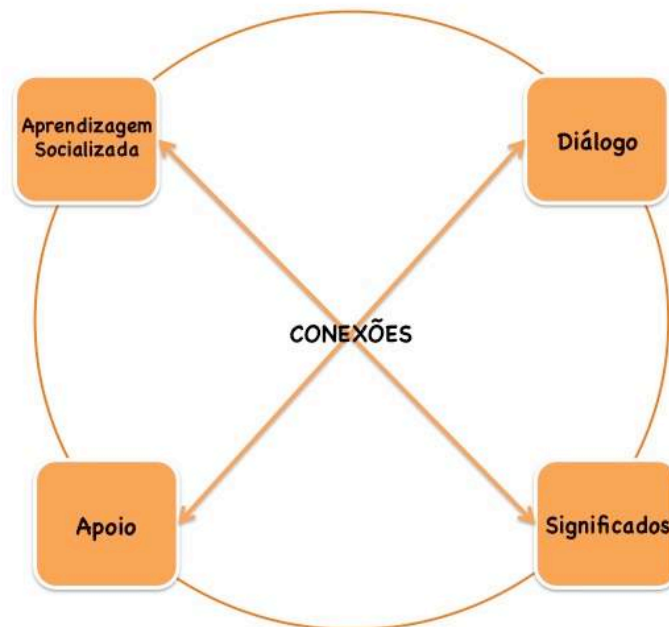 Aprendizagem
Socializada
Diálogo
CONEXÕES
Apoio
Significados